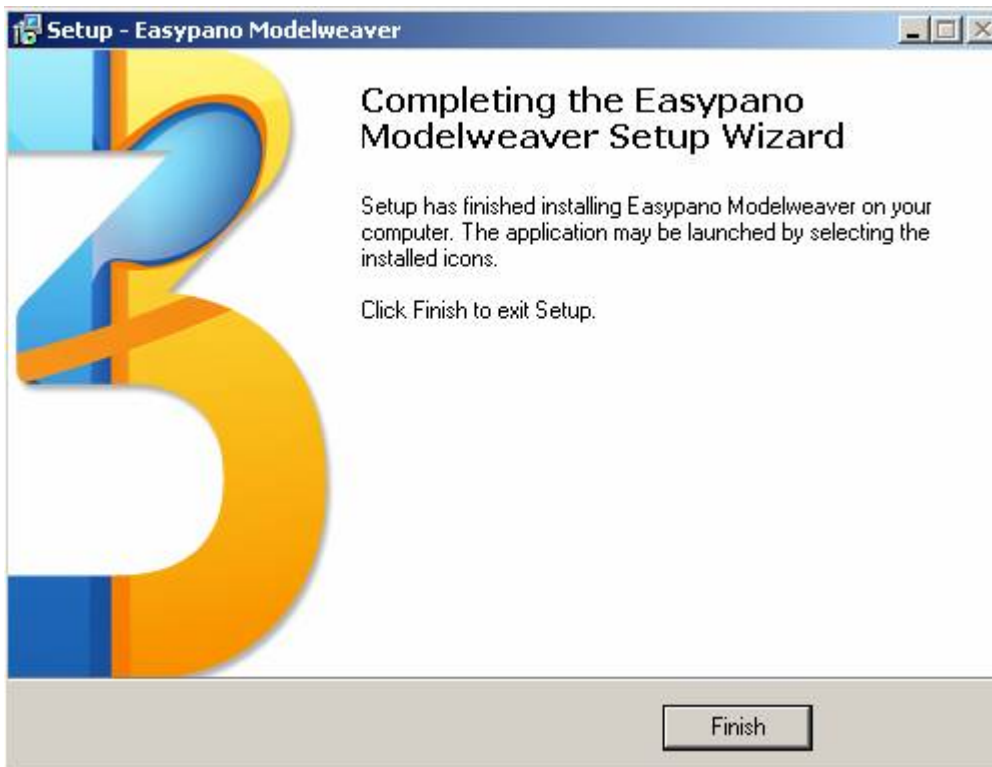 Setup - Easypano Modelweaver
Completing the Easypano
Modelweaver Setup Wizard
Setup has finished installing Easypano Modelweaver on your
computer. The application may be launched by selecting the
installed icons.
Click Finish to exit Setup.
Finish